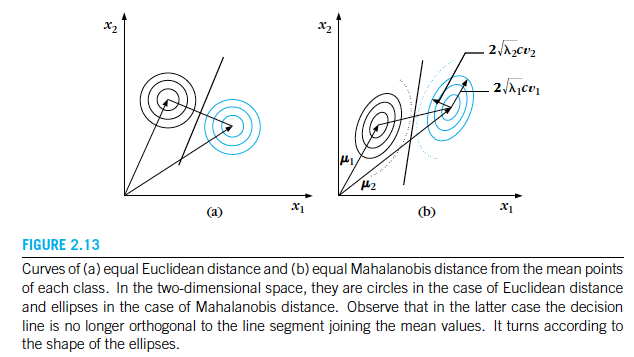 x₂
x₁
(a)
x₂
2√λ₂cv₂
2√λ₁cv₁
μ₁
μ₂
x₁
(b)
FIGURE 2.13
Curves of (a) equal Euclidean distance and (b) equal Mahalanobis distance from the mean points
of each class. In the two-dimensional space, they are circles in the case of Euclidean distance
and ellipses in the case of Mahalanobis distance. Observe that in the latter case the decision
line is no longer orthogonal to the line segment joining the mean values. It turns according to
the shape of the ellipses.